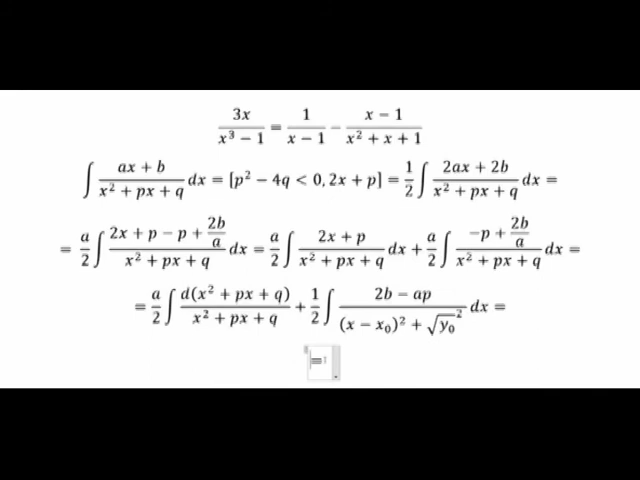 3x/(x³ − 1) = 1/(x − 1) − (x − 1)/(x² + x + 1)
∫ (ax + b)/(x² + px + q) dx = [p² − 4q < 0, 2x + p] = 1/2 ∫ (2ax + 2b)/(x² + px + q) dx =
= a/2 ∫ (2x + p − p + 2b/a)/(x² + px + q) dx = a/2 ∫ (2x + p)/(x² + px + q) dx + a/2 ∫ (−p + 2b/a)/(x² + px + q) dx =
= a/2 ∫ d(x² + px + q)/(x² + px + q) + 1/2 ∫ (2b − ap)/((x − x₀)² + √y₀²) dx =
=